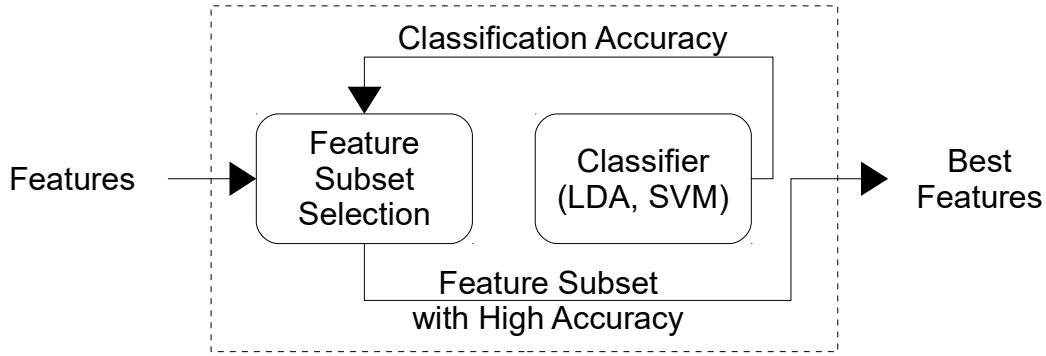 Classification Accuracy
Features
Feature
Subset
Selection
Classifier
(LDA, SVM)
Best
Features
Feature Subset
with High Accuracy